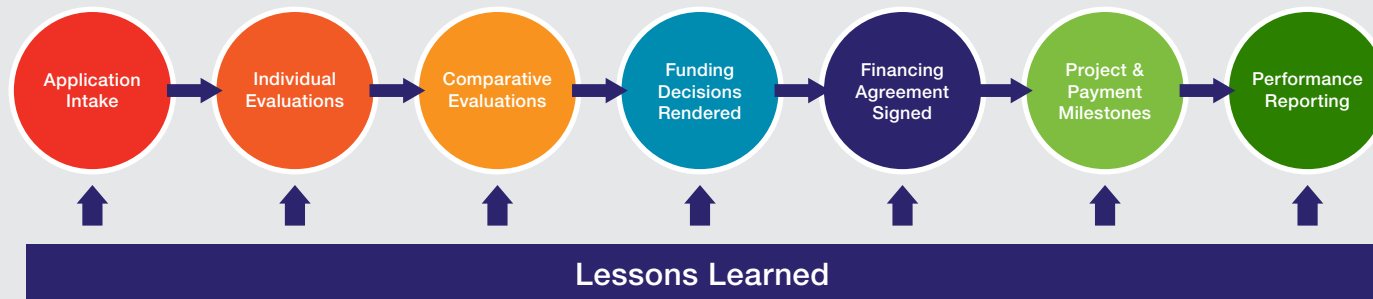 Application
Intake
Individual
Evaluations
Comparative
Evaluations
Funding
Decisions
Rendered
Financing
Agreement
Signed
Project &
Payment
Milestones
Performance
Reporting
Lessons Learned